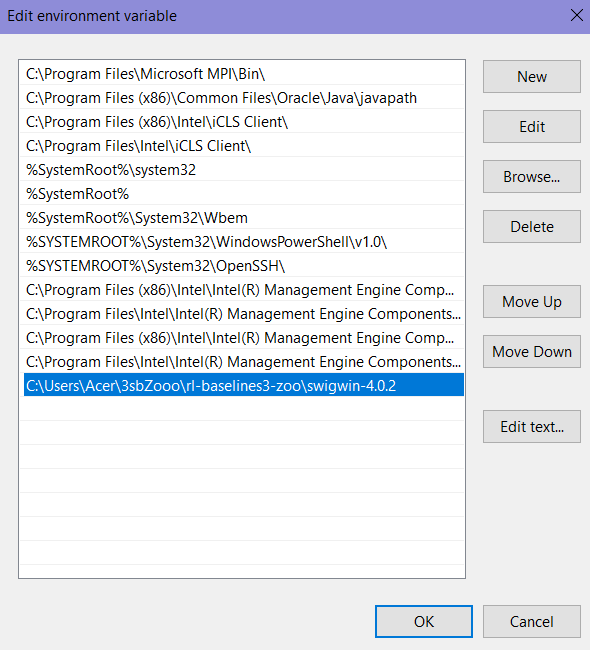 Edit environment variable
C:\Program Files\Microsoft MPI\Bin\
New
C:\Program Files (x86)\Common Files\Oracle\Java\javapath
C:\Program Files (x86)\Intel\iCLS Client\
Edit
C:\Program Files\Intel\iCLS Client\
%SystemRoot%\system32
Browse...
%SystemRoot%
%SystemRoot%\System32\Wbem
Delete
%SYSTEMROOT%\System32\WindowsPowerShell\v1.0\
%SYSTEMROOT%\System32\OpenSSH\
C:\Program Files (x86)\Intel\Intel(R) Management Engine Comp...
Move Up
C:\Program Files\Intel\Intel(R) Management Engine Components...
C:\Program Files (x86)\Intel\Intel(R) Management Engine Comp...
Move Down
C:\Program Files\Intel\Intel(R) Management Engine Components...
C:\Users\Acer\3sbZooo\rl-baselines3-zoo\swigwin-4.0.2
Edit text...
OK
Cancel